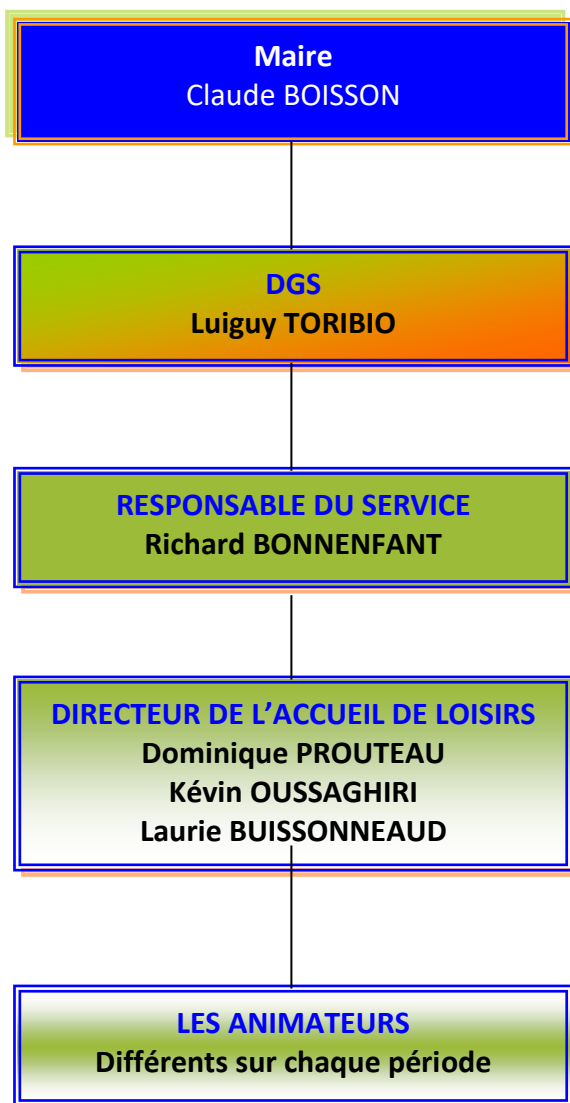 Maire
Claude BOISSON
DGS
Luiguy TORIBIO
RESPONSABLE DU SERVICE
Richard BONNENFANT
DIRECTEUR DE L’ACCUEIL DE LOISIRS
Dominique PROUTEAU
Kévin OUSSAGHIRI
Laurie BUISSONNEAUD
LES ANIMATEURS
Différents sur chaque période